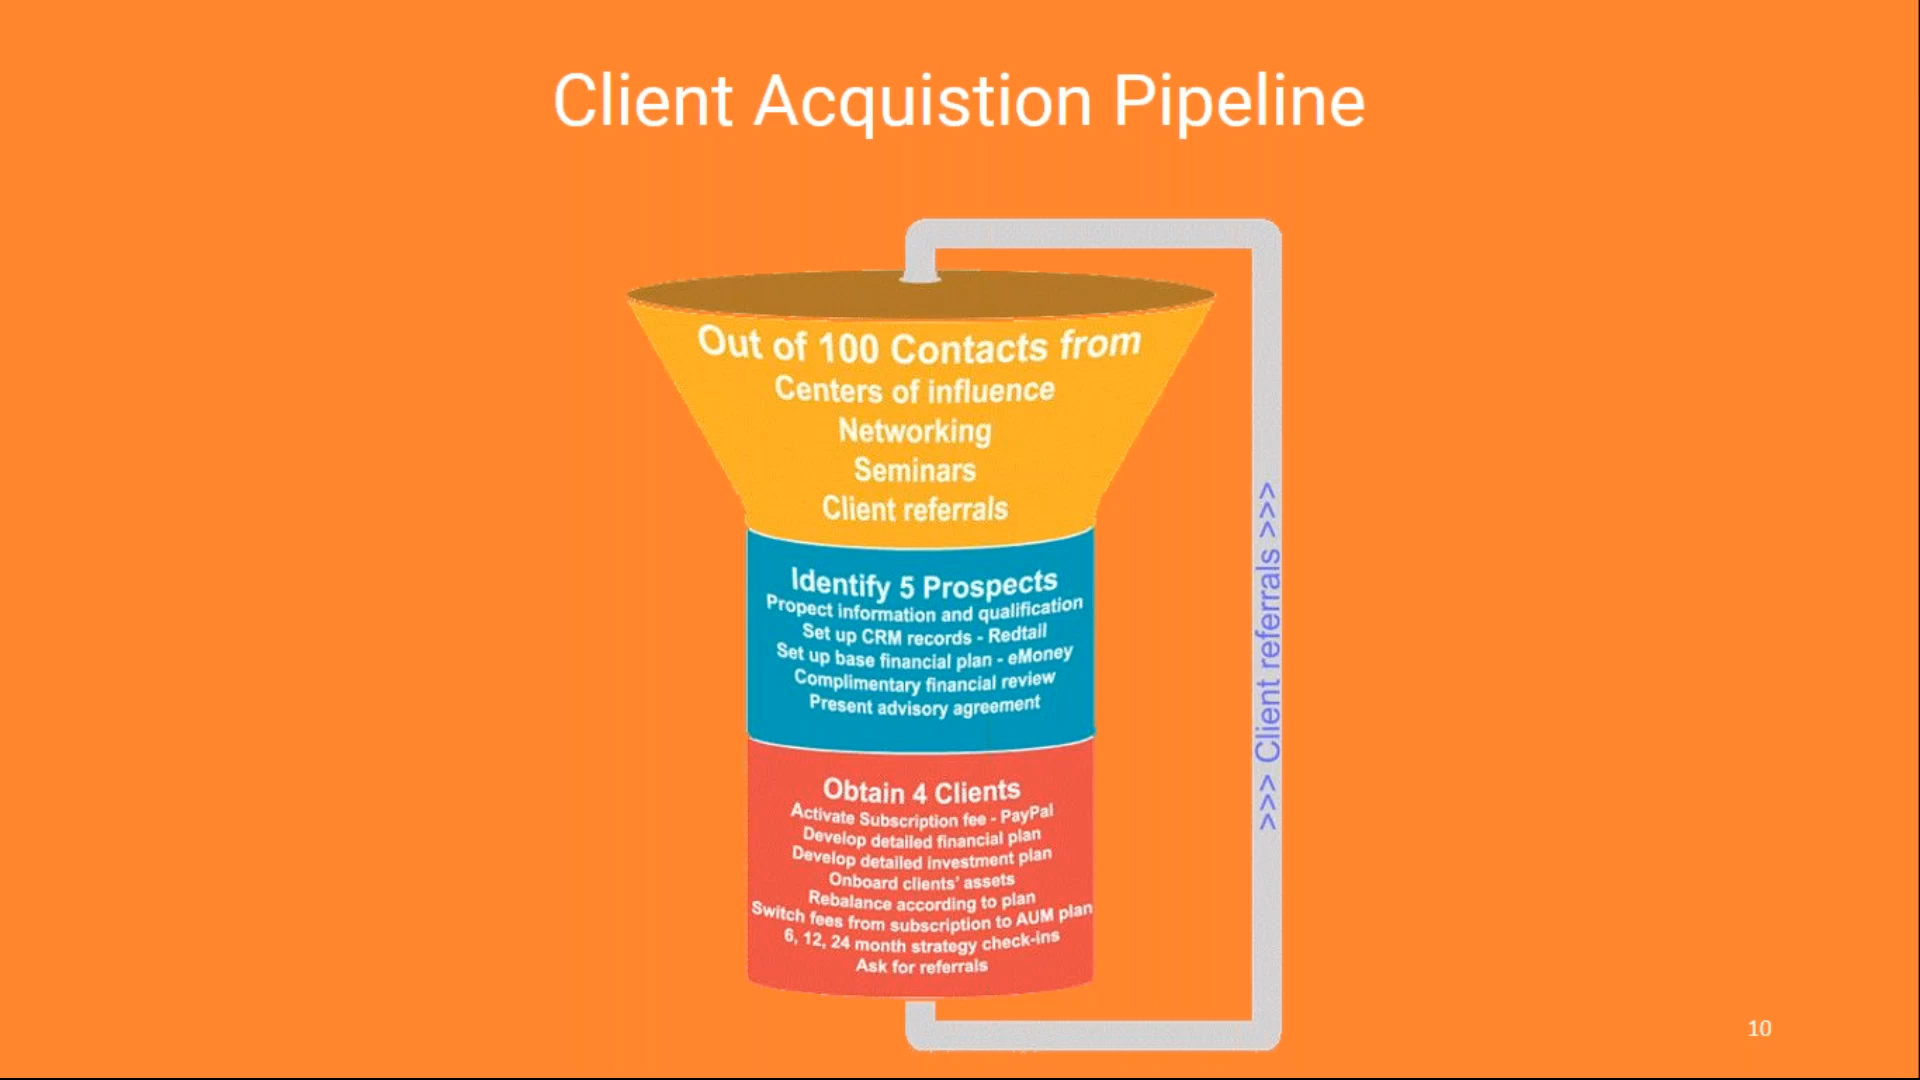 Client Acquistion Pipeline
Out of 100 Contacts from
Centers of influence
Networking
Seminars
Client referrals
Identify 5 Prospects
Propect information and qualification
Set up CRM records - Redtail
Set up base financial plan - eMoney
Complimentary financial review
Present advisory agreement
Obtain 4 Clients
Activate Subscription fee - PayPal
Develop detailed financial plan
Develop detailed investment plan
Onboard clients' assets
Rebalance according to plan
Switch fees from subscription to AUM plan
6, 12, 24 month strategy check-ins
Ask for referrals
>>> Client referrals >>>
10